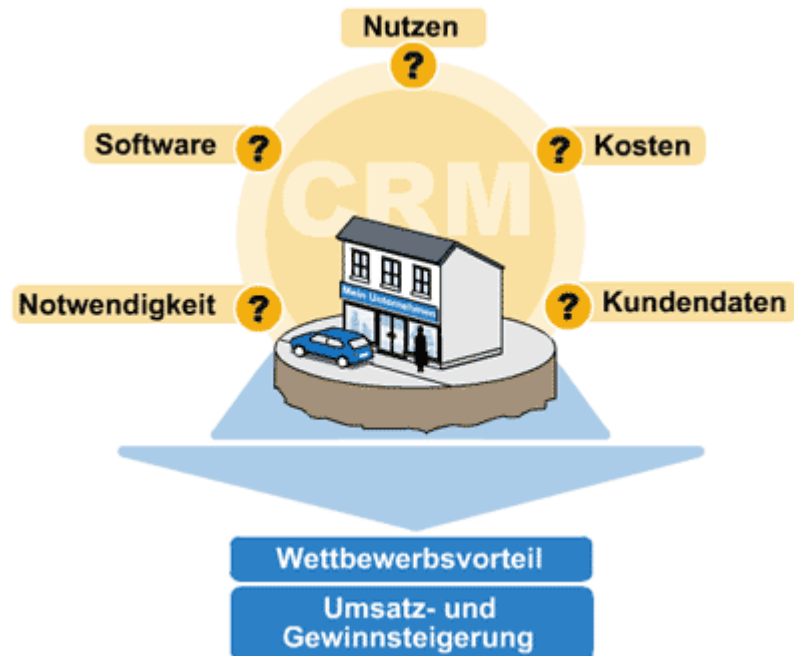 Nutzen
?
Software ?
? Kosten
CRM
Mein Unternehmen
Notwendigkeit ?
? Kundendaten
Wettbewerbsvorteil
Umsatz- und
Gewinnsteigerung